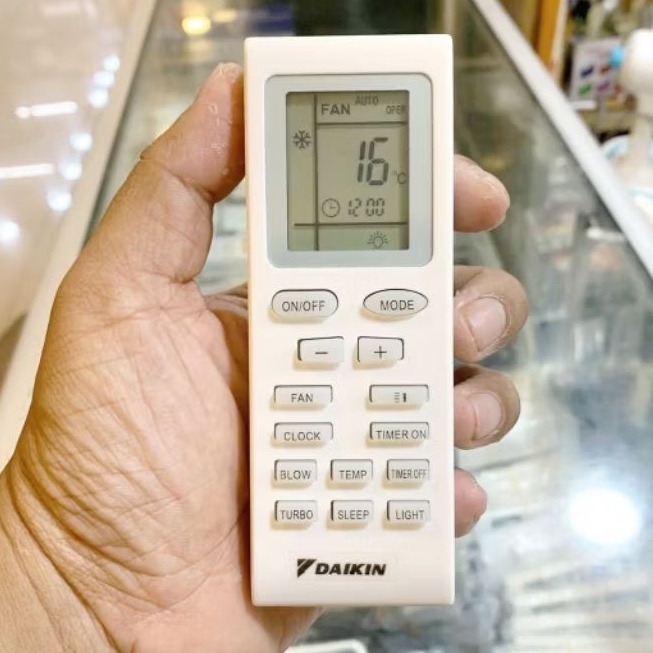 FAN AUTO OPER
16 °C
12:00
ON/OFF MODE
− +
FAN
CLOCK TIMER ON
BLOW TEMP TIMER OFF
TURBO SLEEP LIGHT
DAIKIN